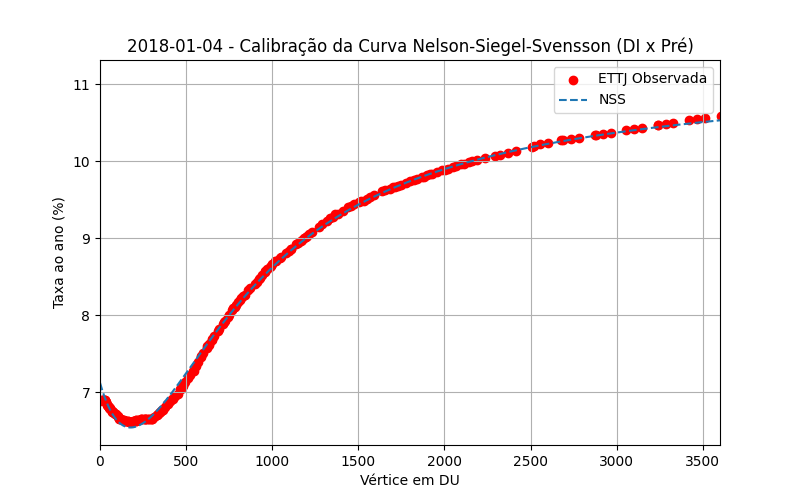 2018-01-04 - Calibração da Curva Nelson-Siegel-Svensson (DI x Pré)
ETTJ Observada
NSS
Taxa ao ano (%)
11
10
9
8
7
0 500 1000 1500 2000 2500 3000 3500
Vértice em DU